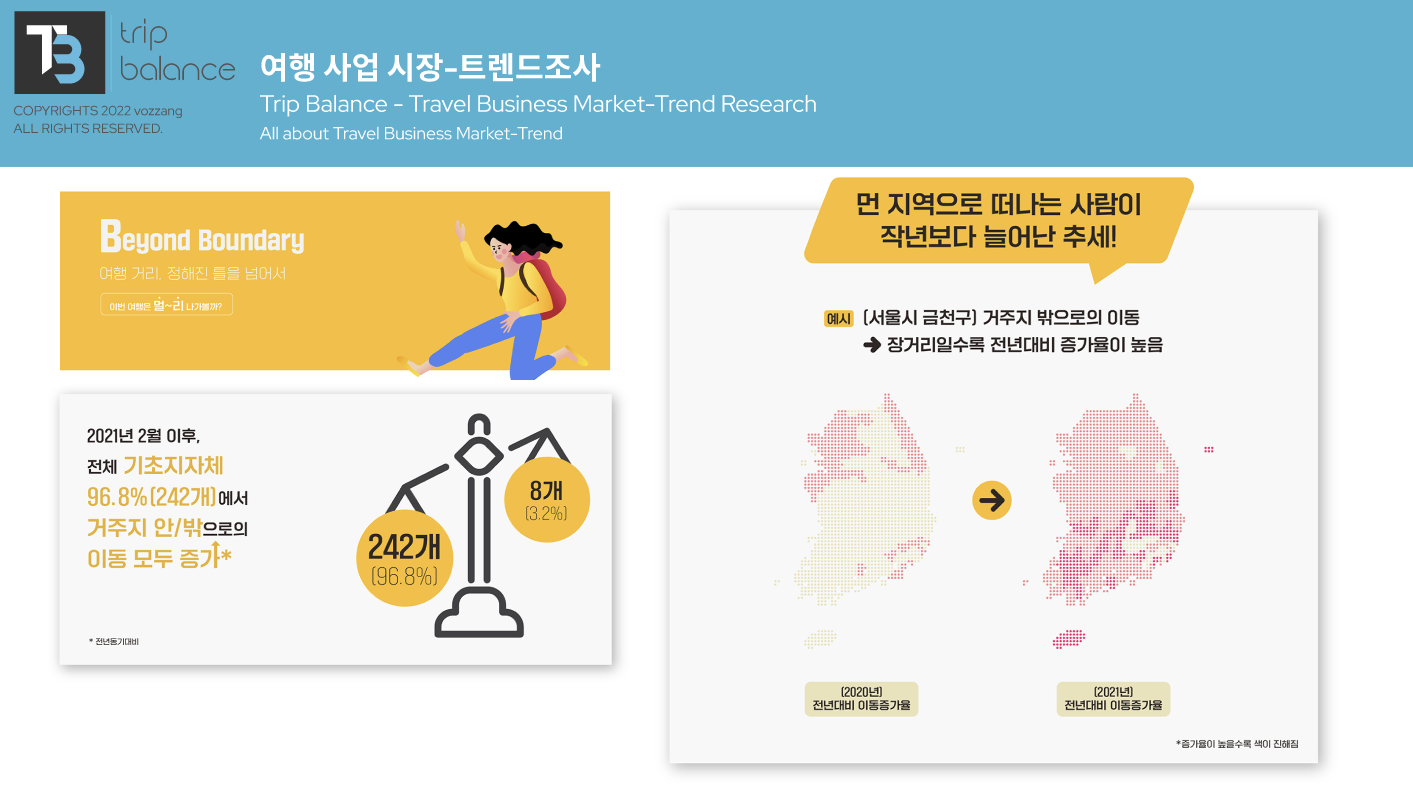 TB
trip
balance
COPYRIGHTS 2022 vozzang
ALL RIGHTS RESERVED.
여행 사업 시장-트렌드조사
Trip Balance - Travel Business Market-Trend Research
All about Travel Business Market-Trend
Beyond Boundary
여행 거리, 정해진 틀을 넘어서
이번 여행은 멀~리 나가볼까?
2021년 2월 이후,
전체 기초지자체
96.8%(242개)에서
거주지 안/밖으로의
이동 모두 증가*
* 전년동기대비
242개
(96.8%)
8개
(3.2%)
먼 지역으로 떠나는 사람이
작년보다 늘어난 추세!
예시 (서울시 금천구) 거주지 밖으로의 이동
➔ 장거리일수록 전년대비 증가율이 높음
(2020년)
전년대비 이동증가율
(2021년)
전년대비 이동증가율
*증가율이 높을수록 색이 진해짐